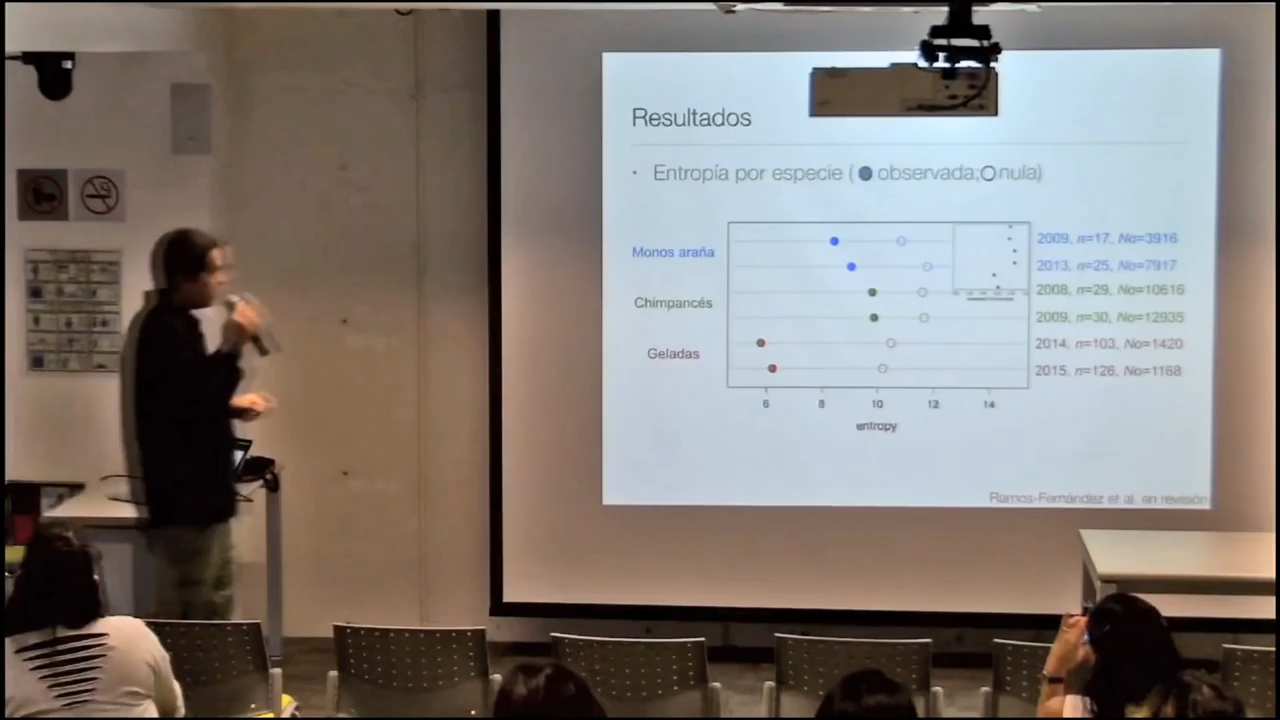 Resultados
• Entropía por especie (●observada;○nula)
Monos araña
2009, n=17, No=3916
2013, n=25, No=7917
Chimpancés
2008, n=29, No=10616
2009, n=30, No=12935
Geladas
2014, n=103, No=1420
2015, n=126, No=1168
6 8 10 12 14
entropy
Ramos-Fernández et al. en revisión